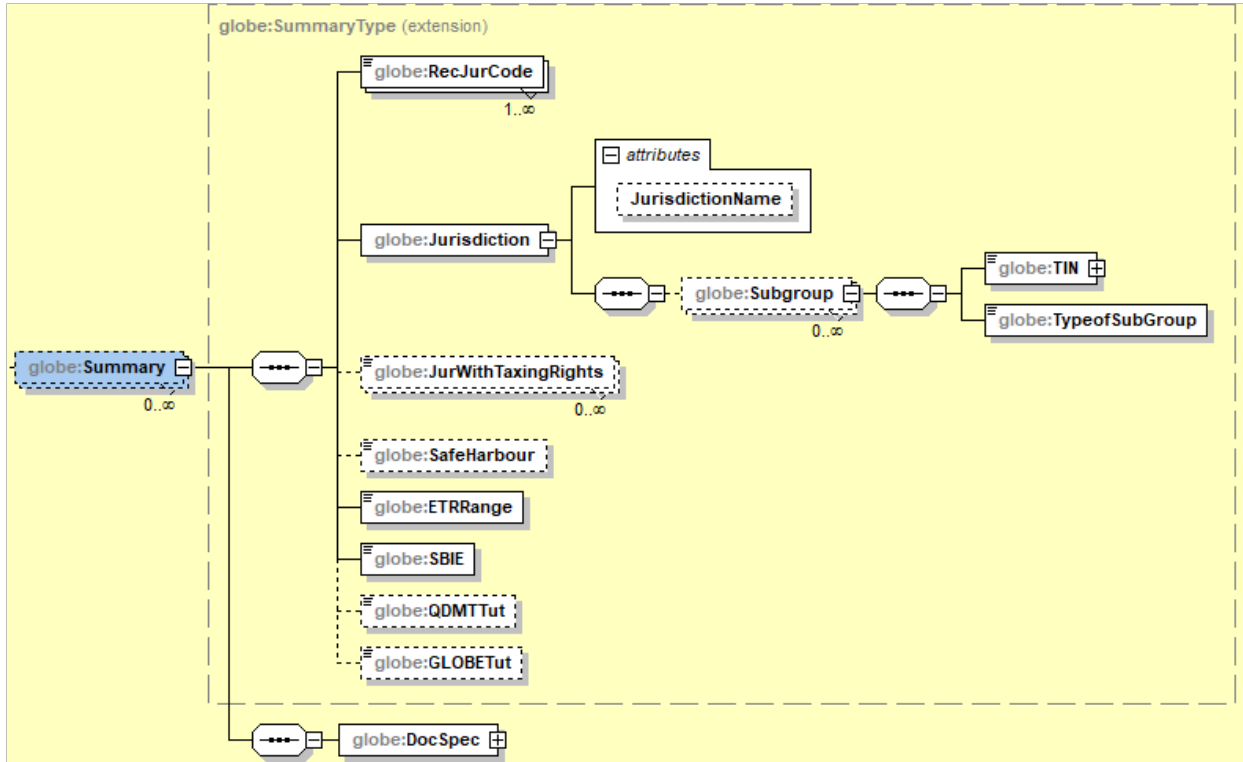 globe:SummaryType (extension)
globe:RecJurCode
1..∞
attributes
JurisdictionName
globe:Jurisdiction
globe:Subgroup
0..∞
globe:TIN
globe:TypeofSubGroup
globe:Summary
0..∞
globe:JurWithTaxingRights
0..∞
globe:SafeHarbour
globe:ETRRange
globe:SBIE
globe:QDMTTut
globe:GLOBETut
globe:DocSpec